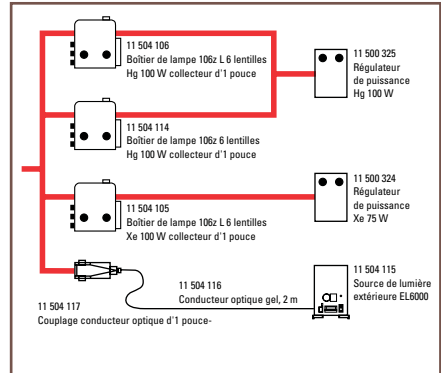 11 504 106
Boîtier de lampe 106z L 6 lentilles
Hg 100 W collecteur d'1 pouce
11 500 325
Régulateur
de puissance
Hg 100 W
11 504 114
Boîtier de lampe 106z 6 lentilles
Hg 100 W collecteur d'1 pouce
11 500 324
Régulateur
de puissance
Xe 75 W
11 504 105
Boîtier de lampe 106z L 6 lentilles
Xe 100 W collecteur d'1 pouce
11 504 115
Source de lumière
extérieure EL6000
11 504 116
Conducteur optique gel, 2 m
11 504 117
Couplage conducteur optique d'1 pouce-